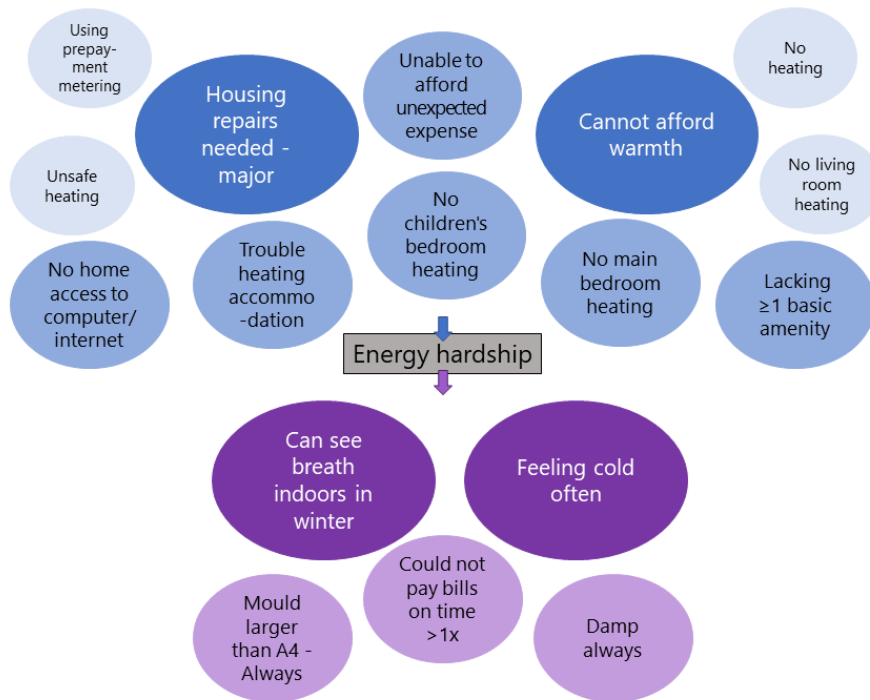 Using
prepay-
ment
metering
Housing
repairs
needed -
major
Unable to
afford
unexpected
expense
Cannot afford
warmth
No
heating
Unsafe
heating
No
children's
bedroom
heating
No living
room
heating
No home
access to
computer/
internet
Trouble
heating
accommo
-dation
No main
bedroom
heating
Lacking
≥1 basic
amenity
Energy hardship
Can see
breath
indoors in
winter
Feeling cold
often
Mould
larger
than A4 -
Always
Could not
pay bills
on time
>1x
Damp
always